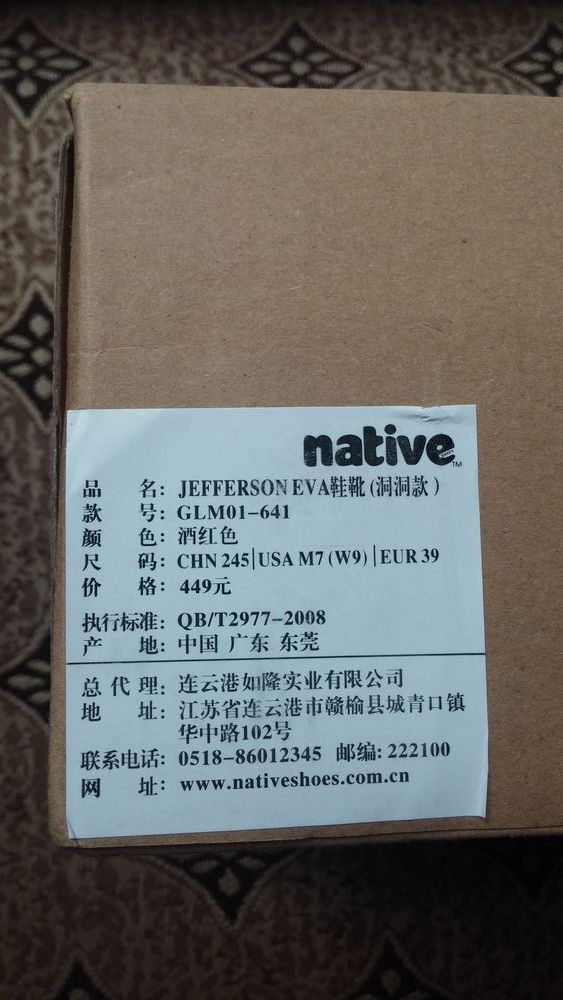 native™
品 名：JEFFERSON EVA鞋靴(洞洞款)
款 号：GLM01-641
颜 色：酒红色
尺 码：CHN 245|USA M7 (W9) |EUR 39
价 格：449元
执行标准：QB/T2977-2008
产 地：中国 广东 东莞
总 代 理：连云港如隆实业有限公司
地 址：江苏省连云港市赣榆县城青口镇
华中路102号
联系电话：0518-86012345 邮编：222100
网 址：www.nativeshoes.com.cn